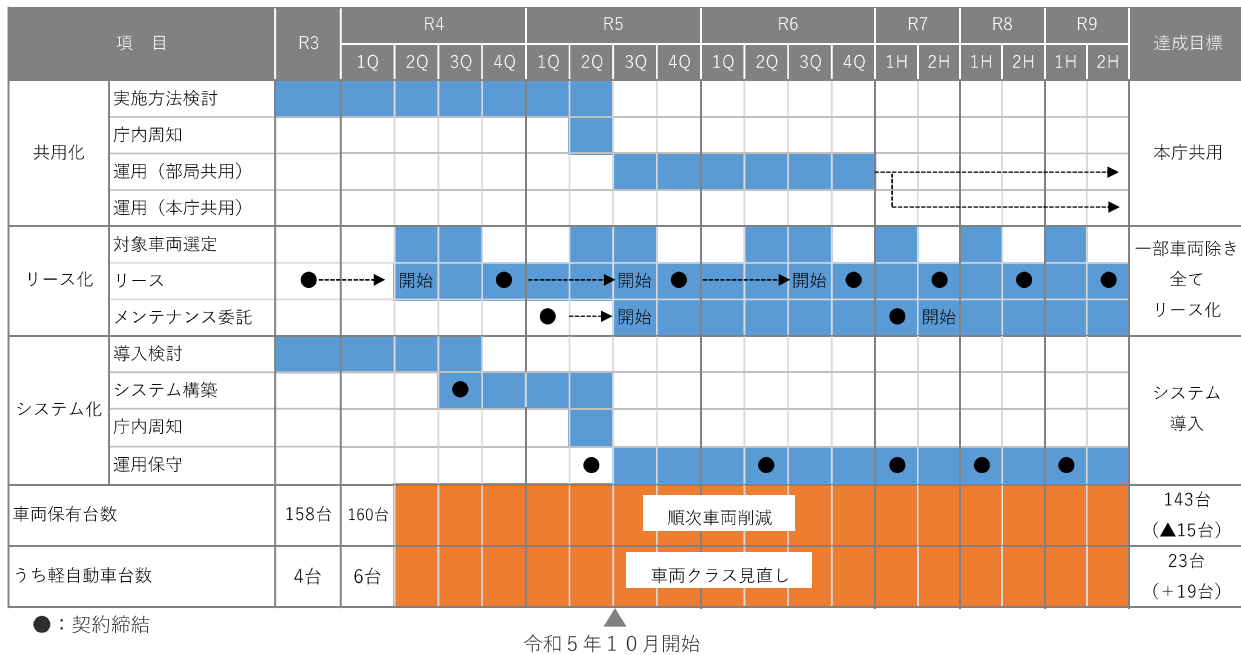 項　目 R3 R4 R5 R6 R7 R8 R9 達成目標
1Q 2Q 3Q 4Q 1Q 2Q 3Q 4Q 1Q 2Q 3Q 4Q 1H 2H 1H 2H 1H 2H
共用化
実施方法検討
庁内周知
運用（部局共用）
運用（本庁共用）
本庁共用
リース化
対象車両選定
リース ● 開始 ● 開始 ● 開始 ● ● ● ●
メンテナンス委託 ● 開始 ● 開始
一部車両除き
全て
リース化
システム化
導入検討
システム構築 ●
庁内周知
運用保守 ● ● ● ● ●
システム
導入
車両保有台数 158台 160台 順次車両削減 143台
（▲15台）
うち軽自動車台数 4台 6台 車両クラス見直し 23台
（＋19台）
●：契約締結
▲
令和５年１０月開始